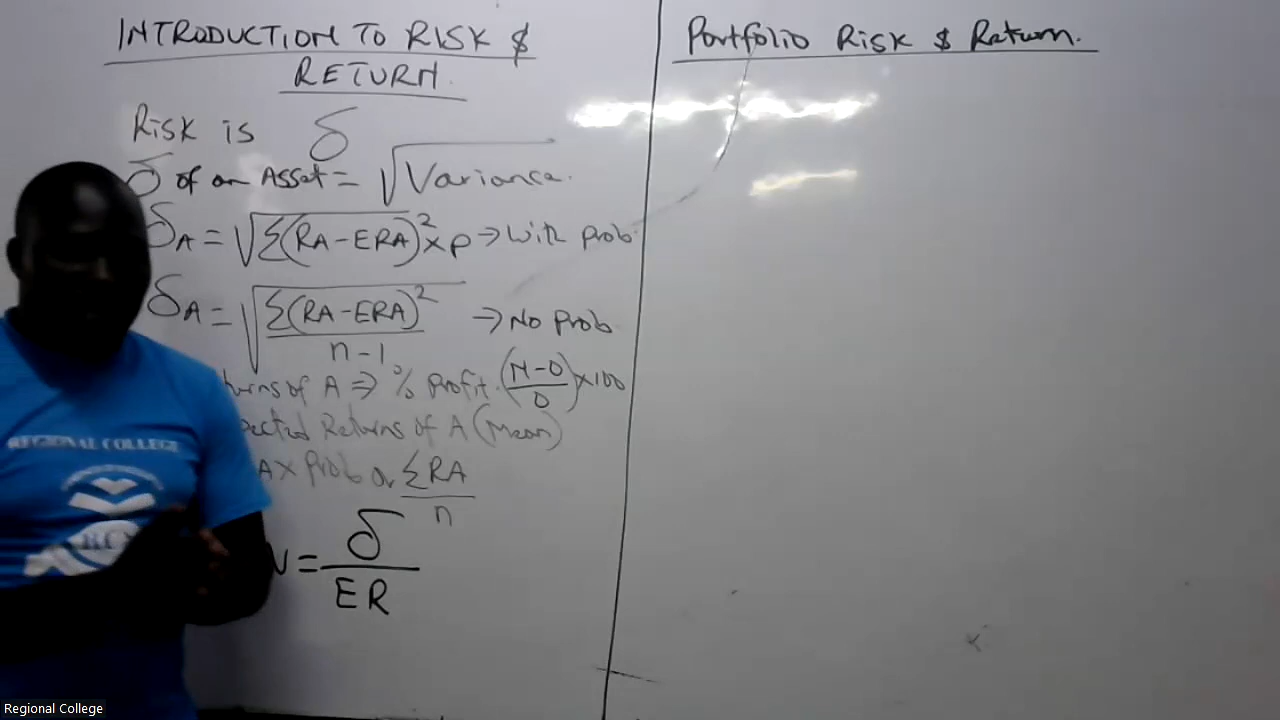 INTRODUCTION TO RISK &
RETURN.
Risk is δ
δ of an Asset = √Variance.
δA = √Σ(RA-ERA)²×P → With prob
δA = √Σ(RA-ERA)²/n-1 → No prob
turns of A ⇒ % Profit. (N-O/O)×100
pected Returns of A (Mean)
A × Prob or ΣRA/n
V = δ/ER
Portfolio Risk & Return.
REGIONAL COLLEGE
Regional College